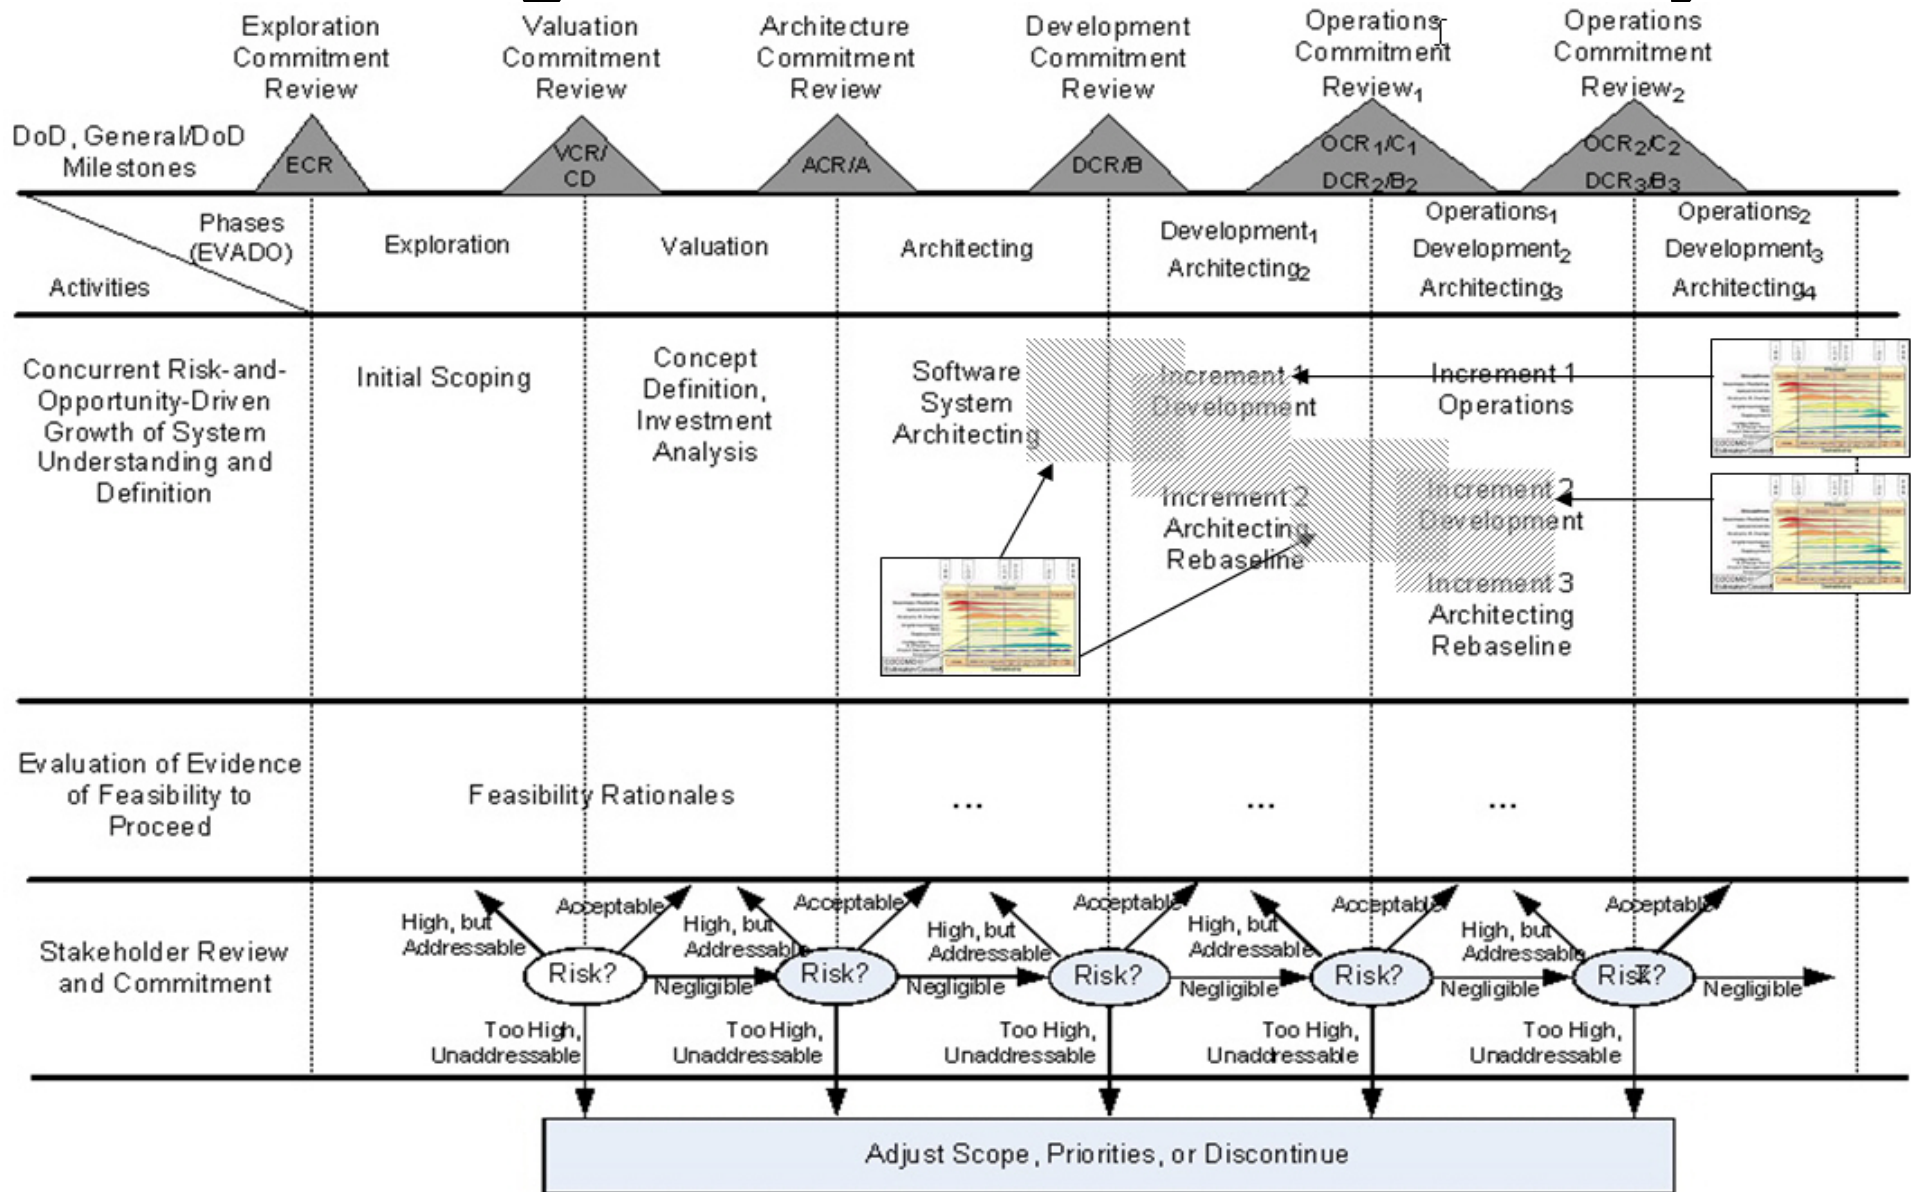 Exploration
Commitment
Review
Valuation
Commitment
Review
Architecture
Commitment
Review
Development
Commitment
Review
Operations
Commitment
Review1
Operations
Commitment
Review2
DoD, General/DoD
Milestones
ECR
VCR/
CD
ACR/A
DCR/B
OCR1/C1
DCR2/B2
OCR2/C2
DCR3/B3
Phases
(EVADO)
Activities
Exploration
Valuation
Architecting
Development1
Architecting2
Operations1
Development2
Architecting3
Operations2
Development3
Architecting4
Concurrent Risk-and-
Opportunity-Driven
Growth of System
Understanding and
Definition
Initial Scoping
Concept
Definition,
Investment
Analysis
Software
System
Architecting
Increment 1
Development
Increment 2
Architecting
Rebaseline
Increment 1
Operations
Increment 2
Development
Increment 3
Architecting
Rebaseline
Evaluation of Evidence
of Feasibility to
Proceed
Feasibility Rationales
...
...
...
Stakeholder Review
and Commitment
High, but
Addressable
Acceptable
Risk?
Negligible
Too High,
Unaddressable
High, but
Addressable
Acceptable
Risk?
Negligible
Too High,
Unaddressable
High, but
Addressable
Acceptable
Risk?
Negligible
Too High,
Unaddressable
High, but
Addressable
Acceptable
Risk?
Negligible
Too High,
Unaddressable
High, but
Addressable
Acceptable
Risk?
Negligible
Too High,
Unaddressable
Adjust Scope, Priorities, or Discontinue